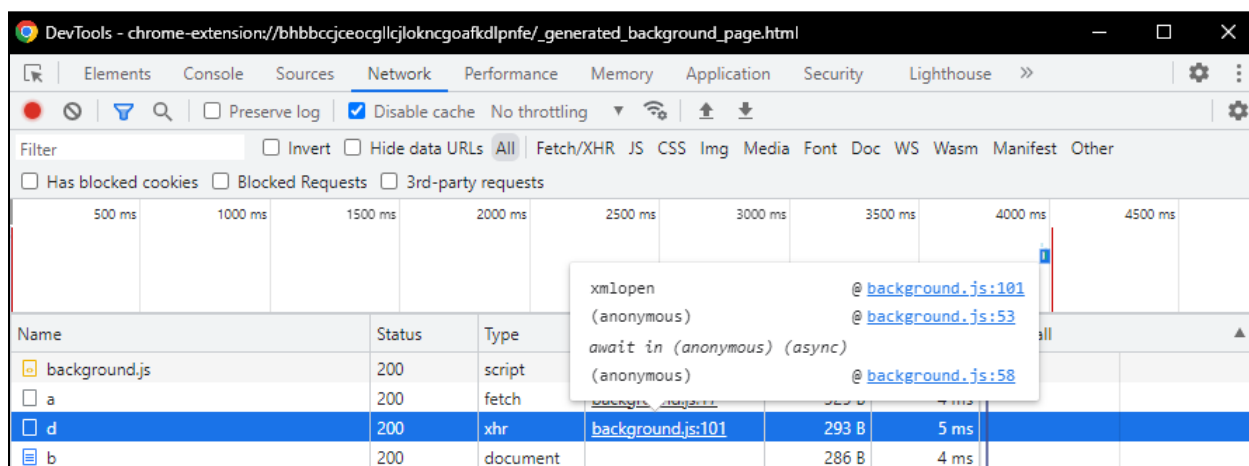 DevTools - chrome-extension://bhbbccjceocgllcjlokncgoafkdlpnfe/_generated_background_page.html
Elements Console Sources Network Performance Memory Application Security Lighthouse »
Preserve log Disable cache No throttling
Filter Invert Hide data URLs All Fetch/XHR JS CSS Img Media Font Doc WS Wasm Manifest Other
Has blocked cookies Blocked Requests 3rd-party requests
500 ms 1000 ms 1500 ms 2000 ms 2500 ms 3000 ms 3500 ms 4000 ms 4500 ms
xmlopen @ background.js:101
(anonymous) @ background.js:53
await in (anonymous) (async)
(anonymous) @ background.js:58
Name Status Type
background.js 200 script
a 200 fetch
d 200 xhr background.js:101 293 B 5 ms
b 200 document 286 B 4 ms